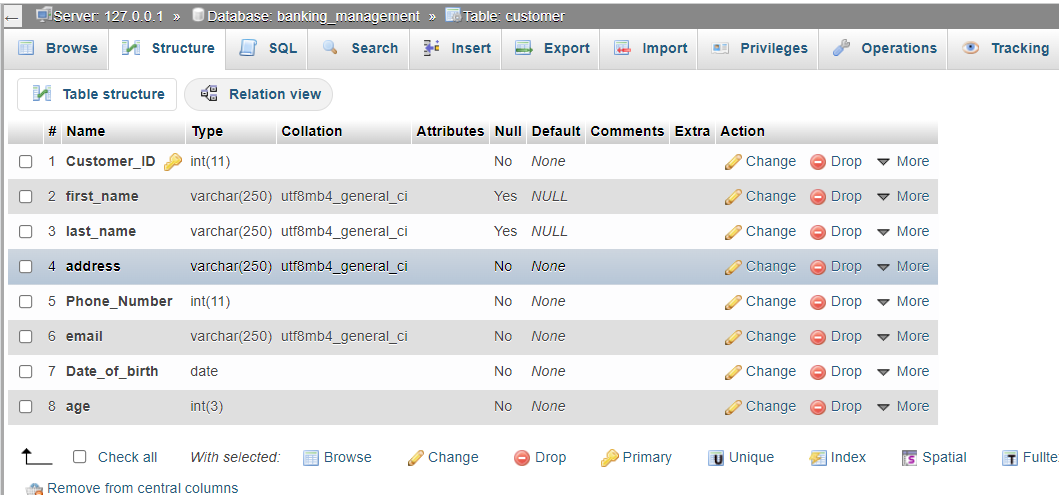 ← Server: 127.0.0.1 » Database: banking_management » Table: customer
Browse Structure SQL Search Insert Export Import Privileges Operations Tracking
Table structure Relation view
# Name Type Collation Attributes Null Default Comments Extra Action
1 Customer_ID int(11) No None Change Drop More
2 first_name varchar(250) utf8mb4_general_ci Yes NULL Change Drop More
3 last_name varchar(250) utf8mb4_general_ci Yes NULL Change Drop More
4 address varchar(250) utf8mb4_general_ci No None Change Drop More
5 Phone_Number int(11) No None Change Drop More
6 email varchar(250) utf8mb4_general_ci No None Change Drop More
7 Date_of_birth date No None Change Drop More
8 age int(3) No None Change Drop More
Check all With selected: Browse Change Drop Primary Unique Index Spatial Fullte
Remove from central columns